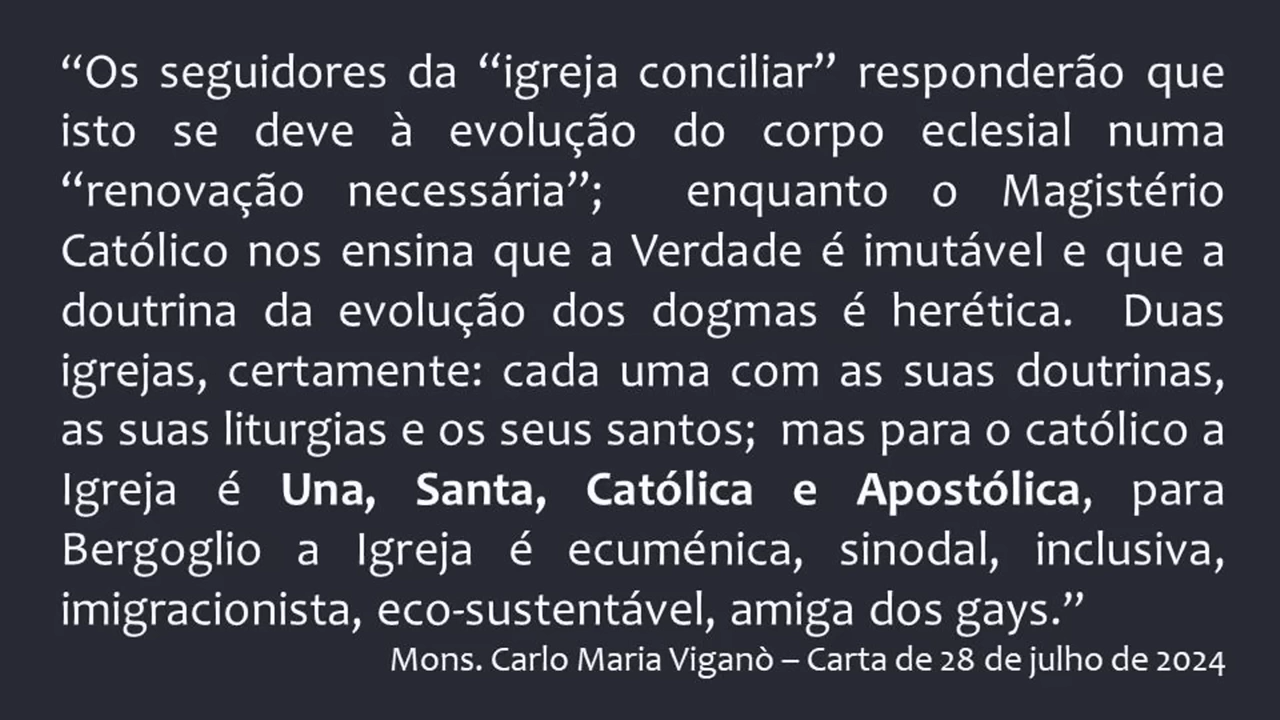 “Os seguidores da “igreja conciliar” responderão que
isto se deve à evolução do corpo eclesial numa
“renovação necessária”; enquanto o Magistério
Católico nos ensina que a Verdade é imutável e que a
doutrina da evolução dos dogmas é herética. Duas
igrejas, certamente: cada uma com as suas doutrinas,
as suas liturgias e os seus santos; mas para o católico a
Igreja é Una, Santa, Católica e Apostólica, para
Bergoglio a Igreja é ecuménica, sinodal, inclusiva,
imigracionista, eco-sustentável, amiga dos gays.”
Mons. Carlo Maria Viganò – Carta de 28 de julho de 2024